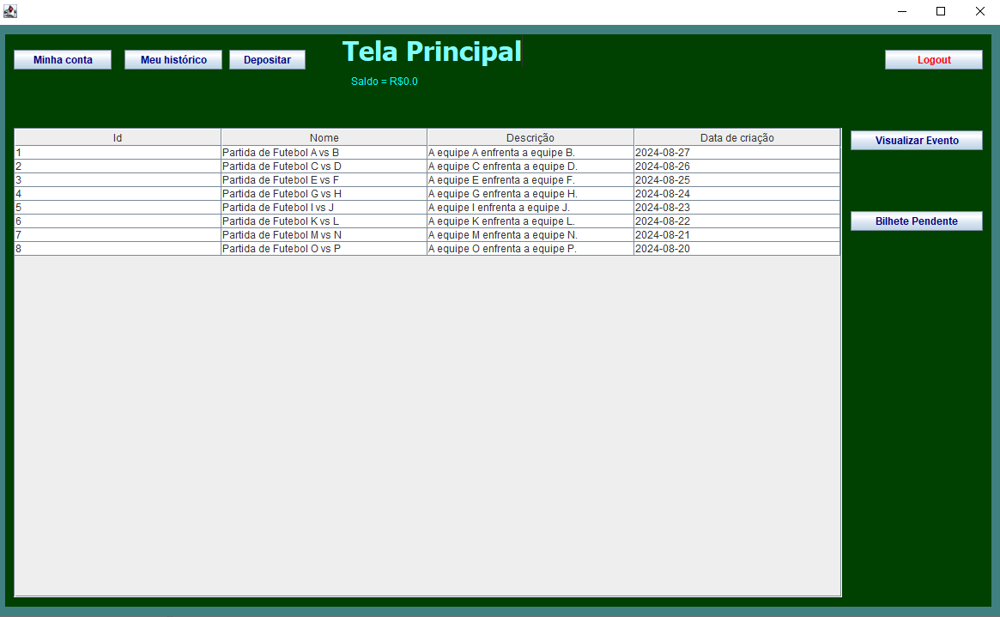 Tela Principal
Minha conta Meu histórico Depositar Logout
Saldo = R$0.0
Id Nome Descrição Data de criação
1 Partida de Futebol A vs B A equipe A enfrenta a equipe B. 2024-08-27
2 Partida de Futebol C vs D A equipe C enfrenta a equipe D. 2024-08-26
3 Partida de Futebol E vs F A equipe E enfrenta a equipe F. 2024-08-25
4 Partida de Futebol G vs H A equipe G enfrenta a equipe H. 2024-08-24
5 Partida de Futebol I vs J A equipe I enfrenta a equipe J. 2024-08-23
6 Partida de Futebol K vs L A equipe K enfrenta a equipe L. 2024-08-22
7 Partida de Futebol M vs N A equipe M enfrenta a equipe N. 2024-08-21
8 Partida de Futebol O vs P A equipe O enfrenta a equipe P. 2024-08-20
Visualizar Evento
Bilhete Pendente